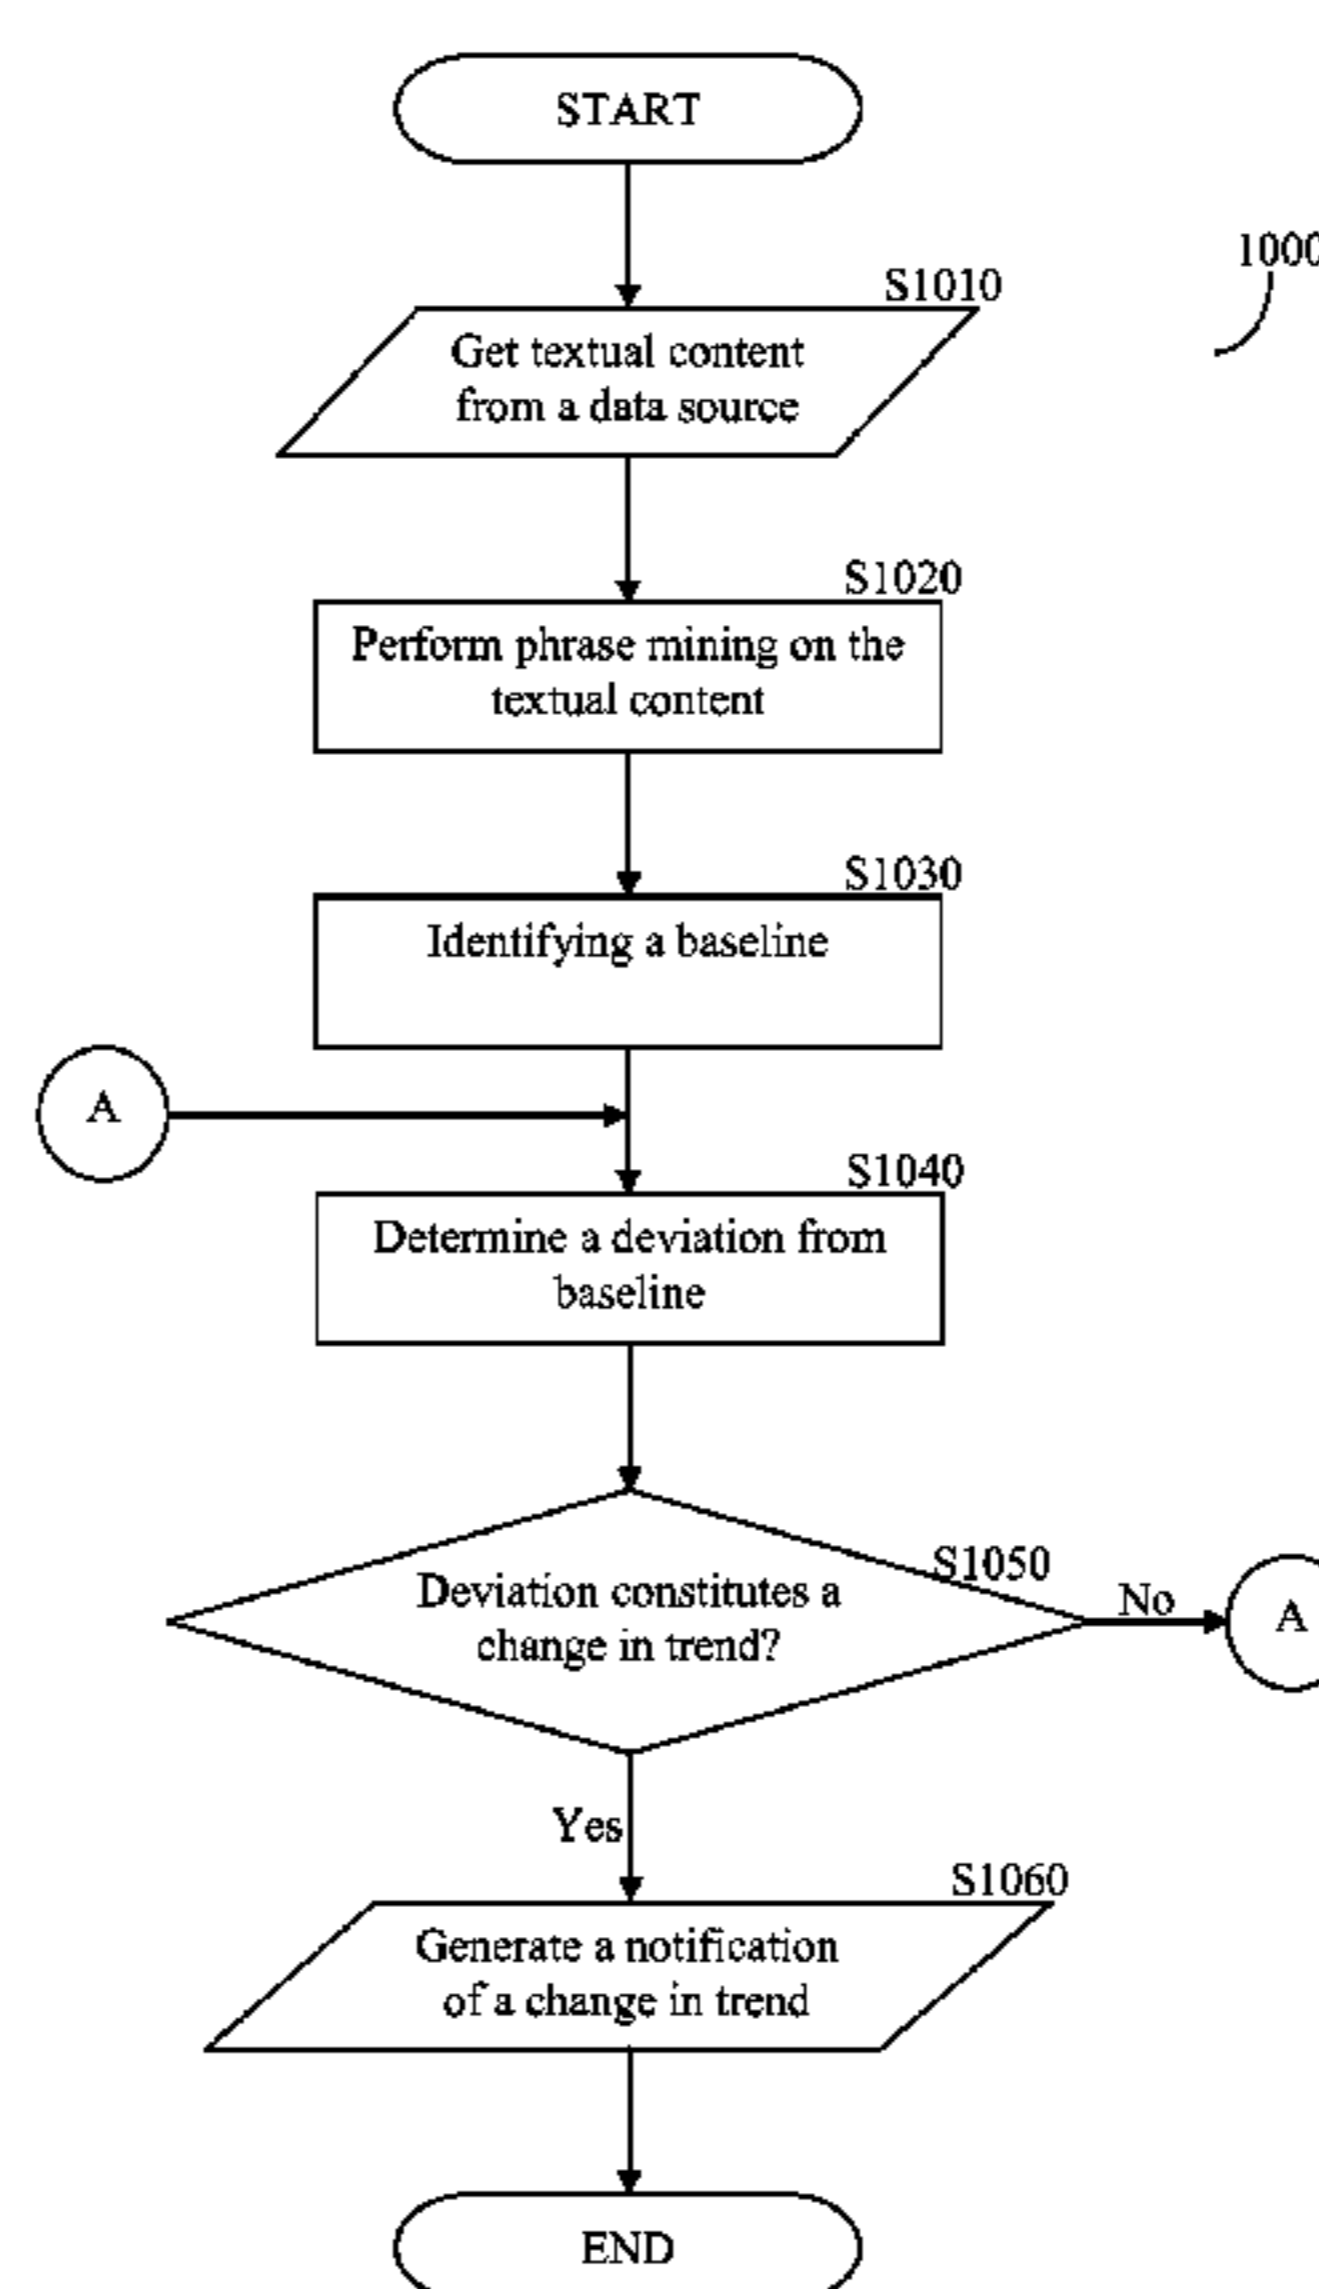 START
1000
S1010
Get textual content
from a data source
S1020
Perform phrase mining on the
textual content
S1030
Identifying a baseline
A
S1040
Determine a deviation from
baseline
S1050
Deviation constitutes a
change in trend?
No
A
Yes
S1060
Generate a notification
of a change in trend
END